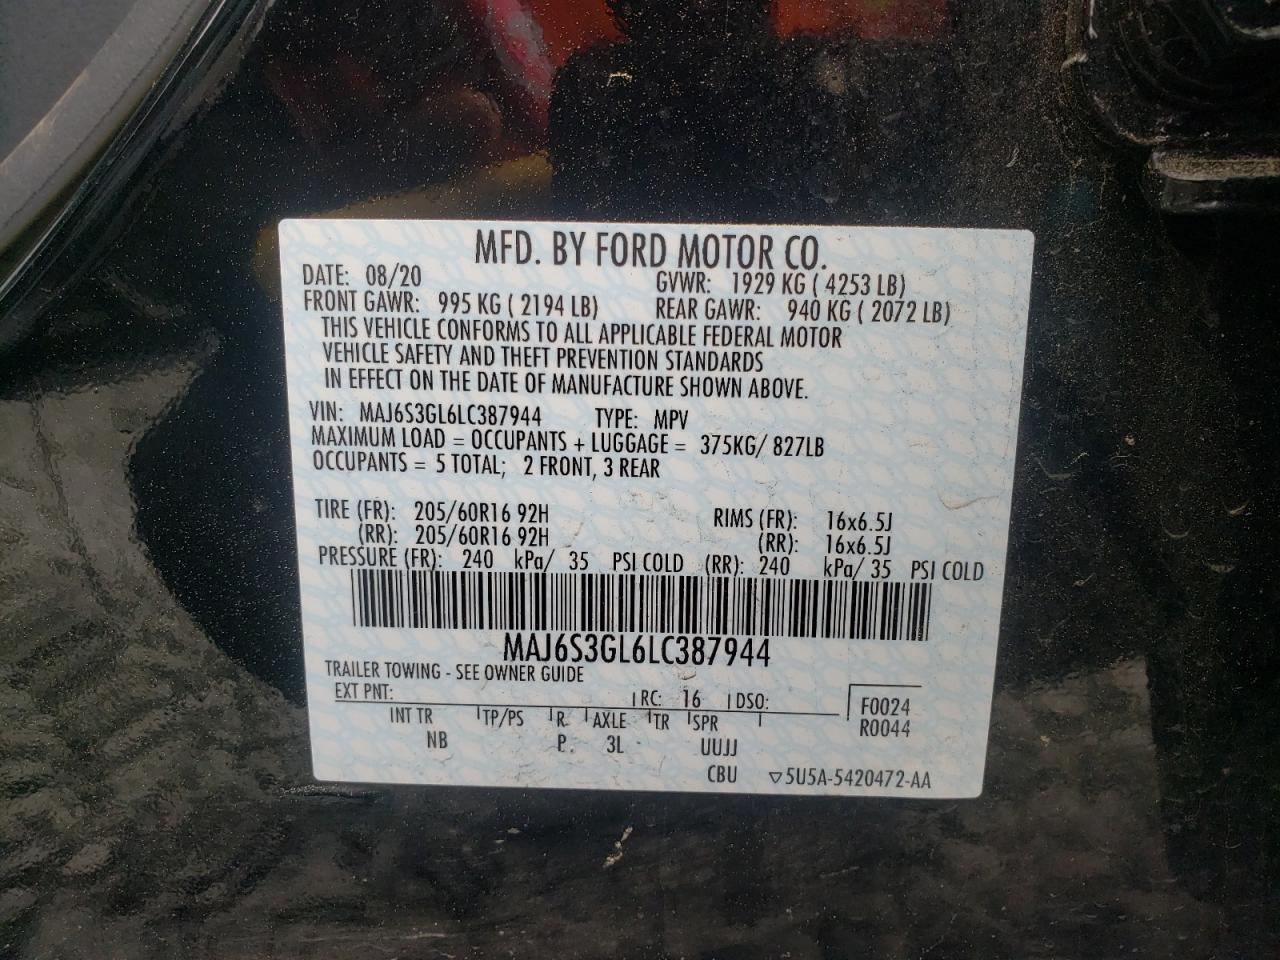 MFD. BY FORD MOTOR CO.
DATE: 08/20 GVWR: 1929 KG ( 4253 LB)
FRONT GAWR: 995 KG ( 2194 LB) REAR GAWR: 940 KG ( 2072 LB)
THIS VEHICLE CONFORMS TO ALL APPLICABLE FEDERAL MOTOR
VEHICLE SAFETY AND THEFT PREVENTION STANDARDS
IN EFFECT ON THE DATE OF MANUFACTURE SHOWN ABOVE.
VIN: MAJ6S3GL6LC387944 TYPE: MPV
MAXIMUM LOAD = OCCUPANTS + LUGGAGE = 375KG/ 827LB
OCCUPANTS = 5 TOTAL; 2 FRONT, 3 REAR
TIRE (FR): 205/60R16 92H RIMS (FR): 16x6.5J
(RR): 205/60R16 92H (RR): 16x6.5J
PRESSURE (FR): 240 kPa/ 35 PSI COLD (RR): 240 kPa/ 35 PSI COLD
MAJ6S3GL6LC387944
TRAILER TOWING - SEE OWNER GUIDE
EXT PNT: RC: 16 DSO: F0024
INT TR TP/PS R AXLE TR SPR R0044
NB P. 3L UUJJ
CBU ▽5U5A-5420472-AA